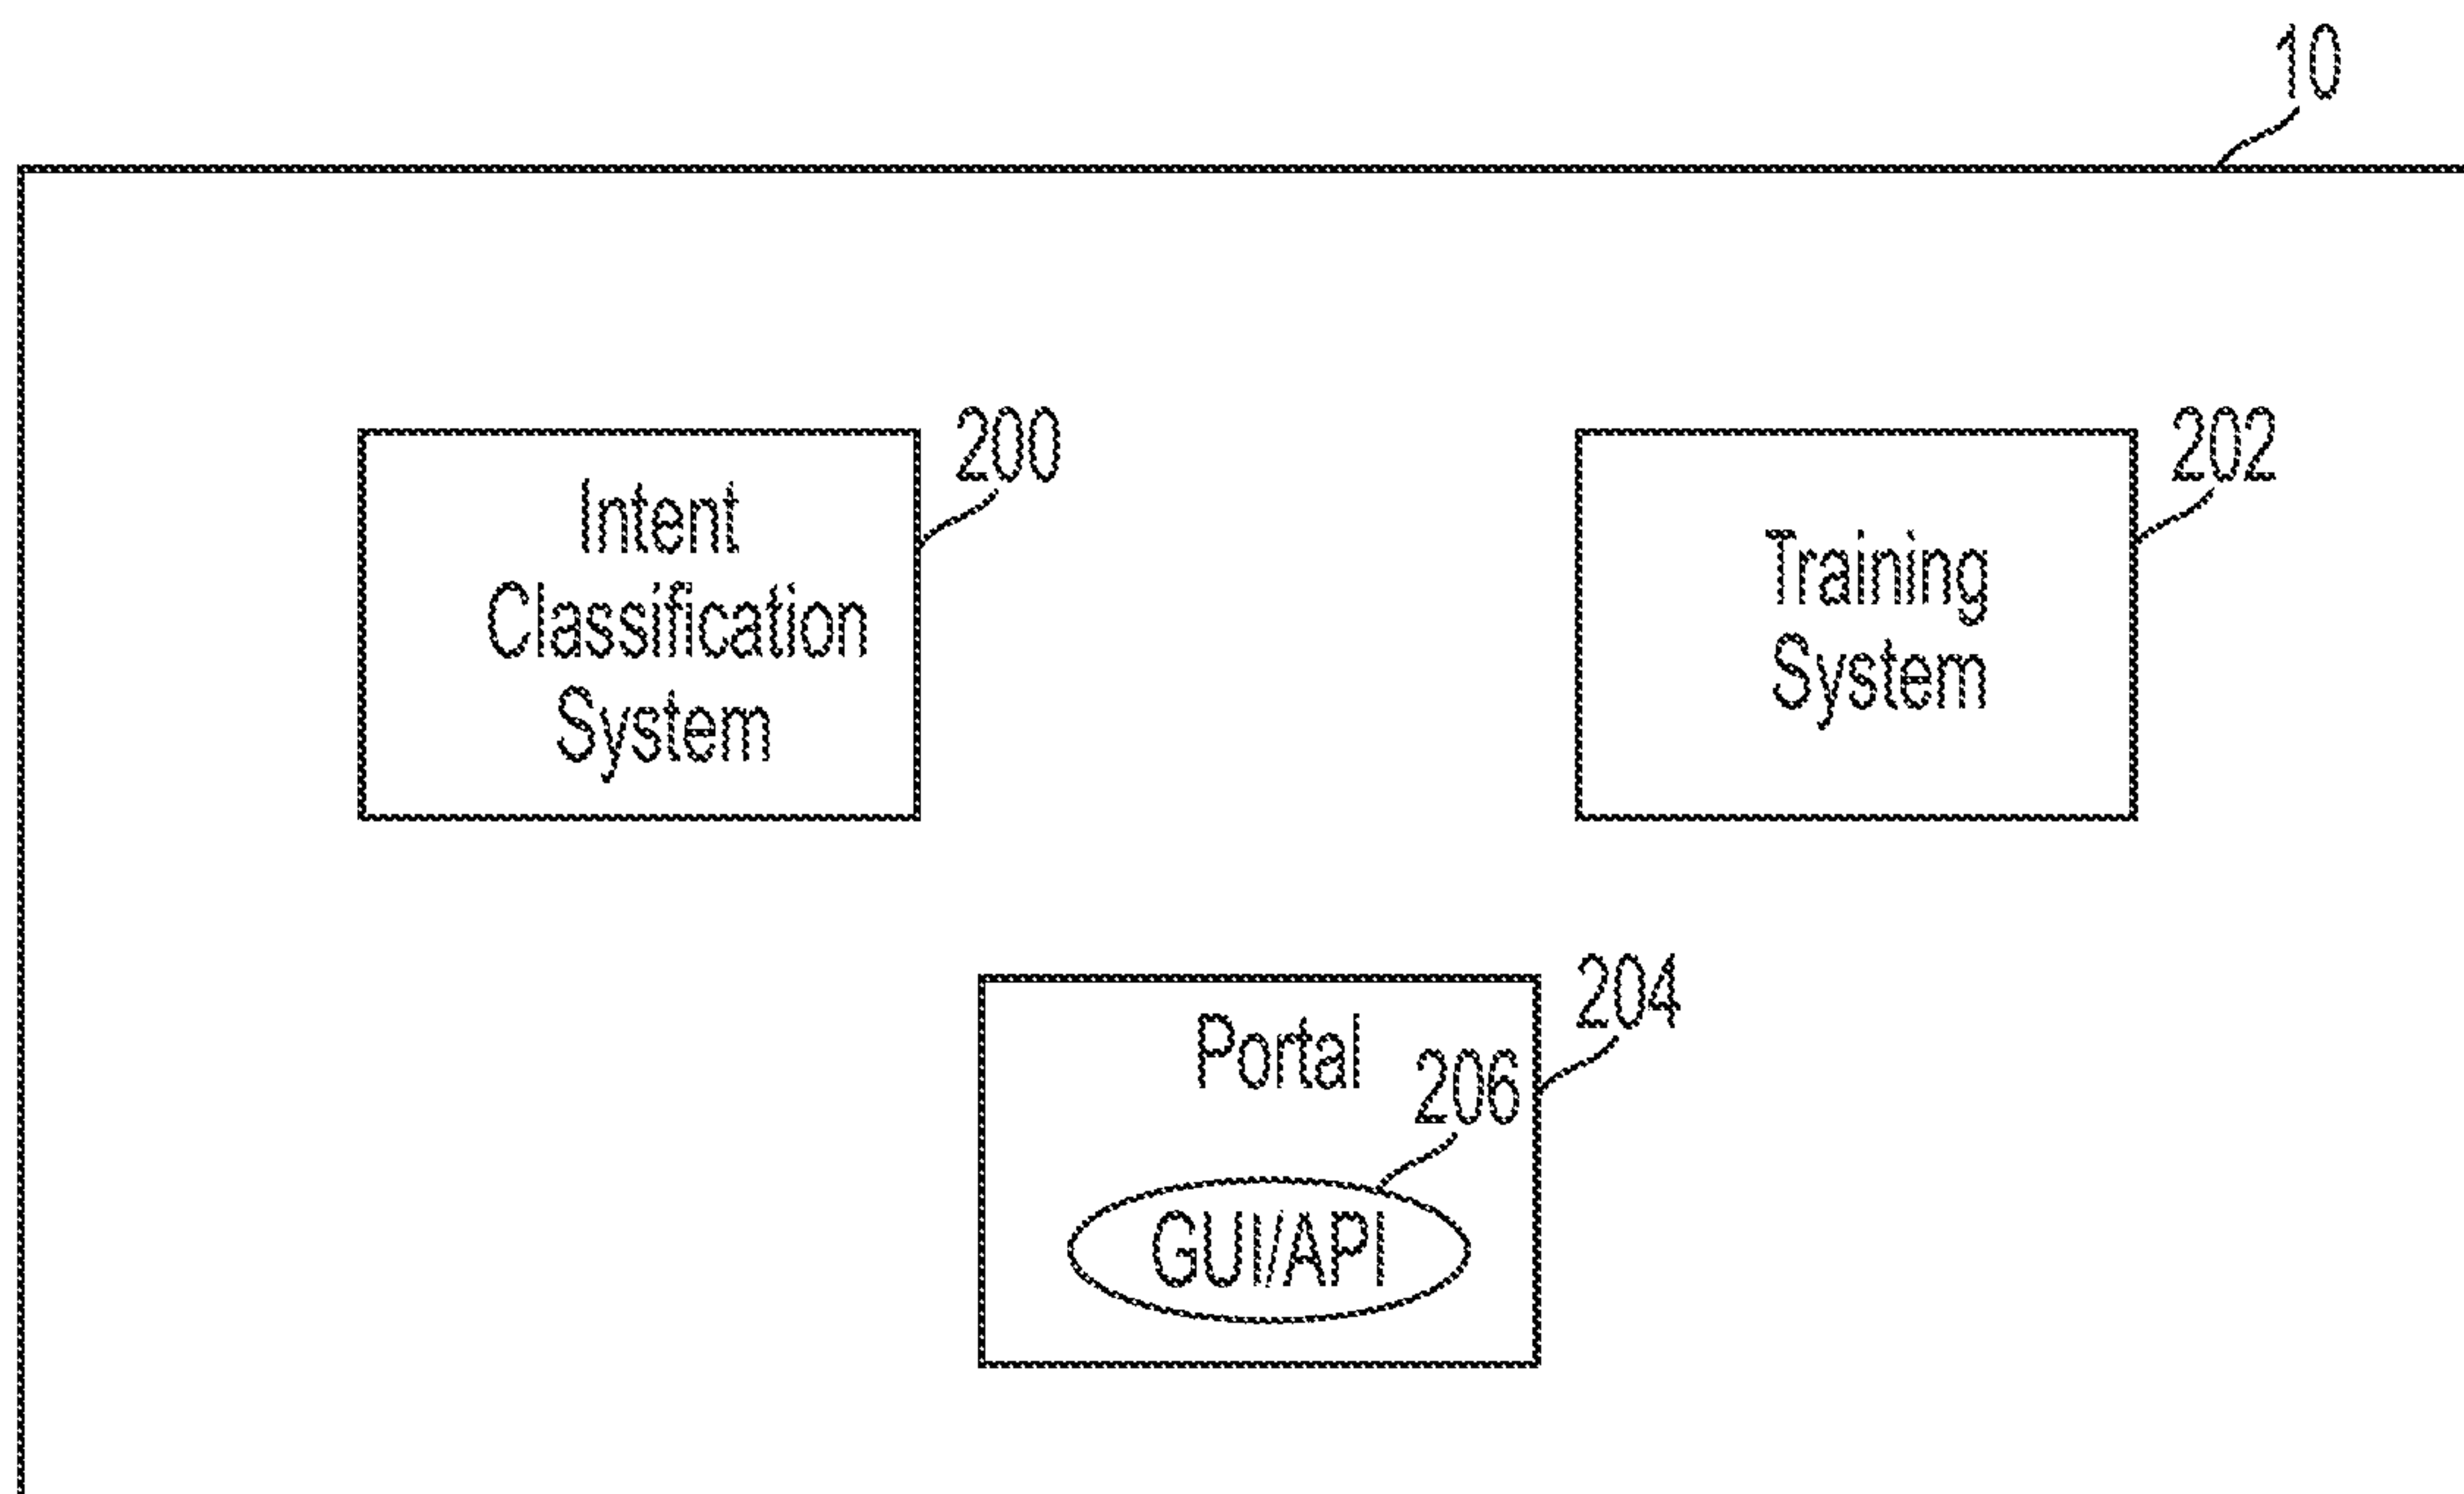 10
Intent
Classification
System
200
Training
System
202
Portal
204
206
GUI/API